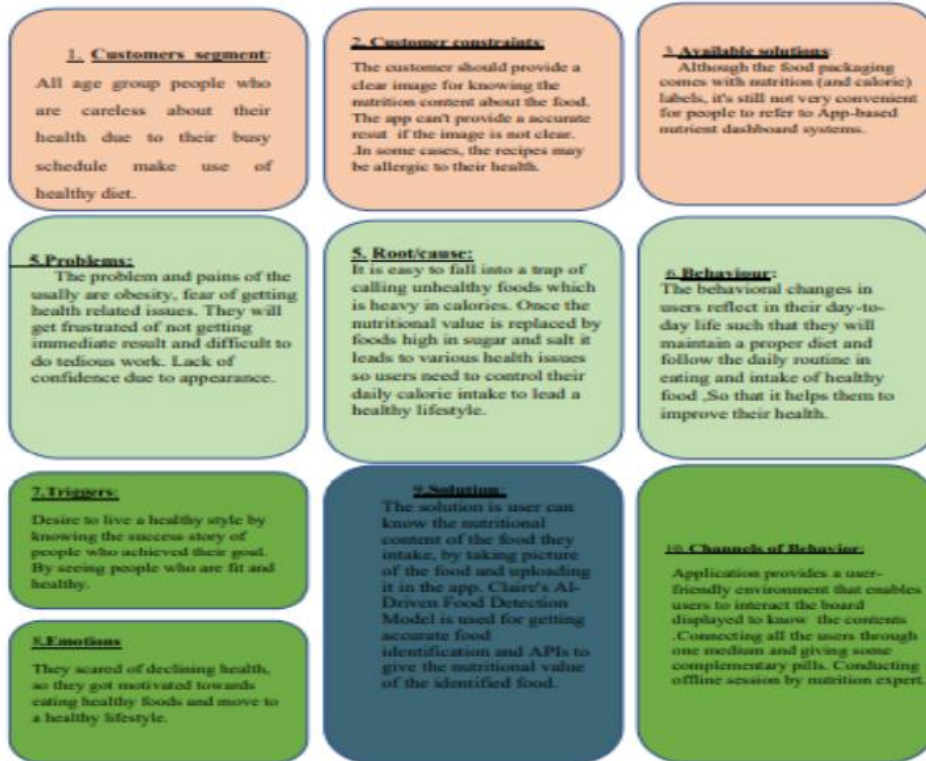 1. Customers segment:
All age group people who
are careless about their
health due to their busy
schedule make use of
healthy diet.
2. Customer constraints:
The customer should provide a
clear image for knowing the
nutrition content about the food.
The app can't provide a accurate
resut if the image is not clear.
.In some cases, the recipes may
be allergic to their health.
3. Available solutions:
Although the food packaging
comes with nutrition (and calorie)
labels, it's still not very convenient
for people to refer to App-based
nutrient dashboard systems.
5.Problems:
The problem and pains of the
usually are obesity, fear of getting
health related issues. They will
get frustrated of not getting
immediate result and difficult to
do tedious work. Lack of
confidence due to appearance.
5. Root/cause:
It is easy to fall into a trap of
calling unhealthy foods which
is heavy in calories. Once the
nutritional value is replaced by
foods high in sugar and salt it
leads to various health issues
so users need to control their
daily calorie intake to lead a
healthy lifestyle.
6. Behaviour:
The behavioral changes in
users reflect in their day-to-
day life such that they will
maintain a proper diet and
follow the daily routine in
eating and intake of healthy
food ,So that it helps them to
improve their health.
7.Triggers:
Desire to live a healthy style by
knowing the success story of
people who achieved their goal.
By seeing people who are fit and
healthy.
8.Emotions
They scared of declining health,
so they got motivated towards
eating healthy foods and move to
a healthy lifestyle.
9.Solution:
The solution is user can
know the nutritional
content of the food they
intake, by taking picture
of the food and uploading
it in the app. Claire's AI-
Driven Food Detection
Model is used for getting
accurate food
identification and APIs to
give the nutritional value
of the identified food.
10. Channels of Behavior:
Application provides a user-
friendly environment that enables
users to interact the board
displayed to know the contents
.Connecting all the users through
one medium and giving some
complementary pills. Conducting
offline session by nutrition expert.